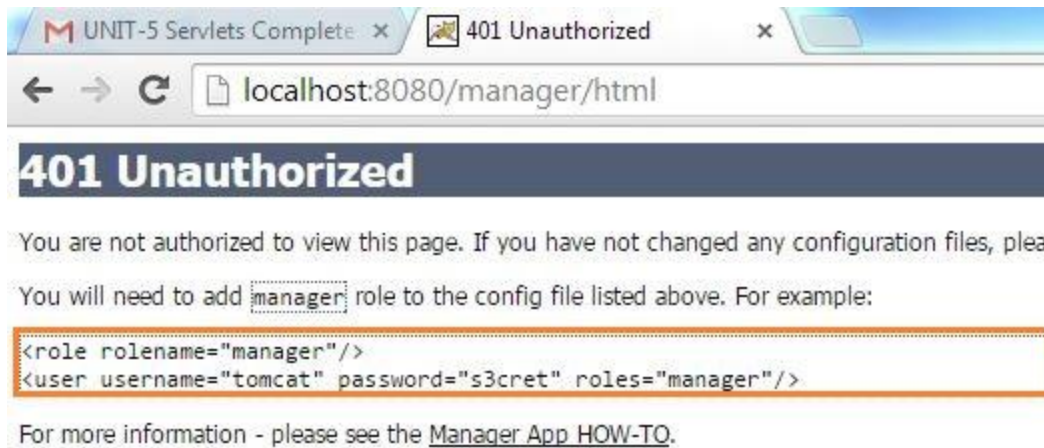 UNIT-5 Servlets Complete
401 Unauthorized
localhost:8080/manager/html
401 Unauthorized
You are not authorized to view this page. If you have not changed any configuration files, plea
You will need to add manager role to the config file listed above. For example:
<role rolename="manager"/>
<user username="tomcat" password="s3cret" roles="manager"/>
For more information - please see the Manager App HOW-TO.